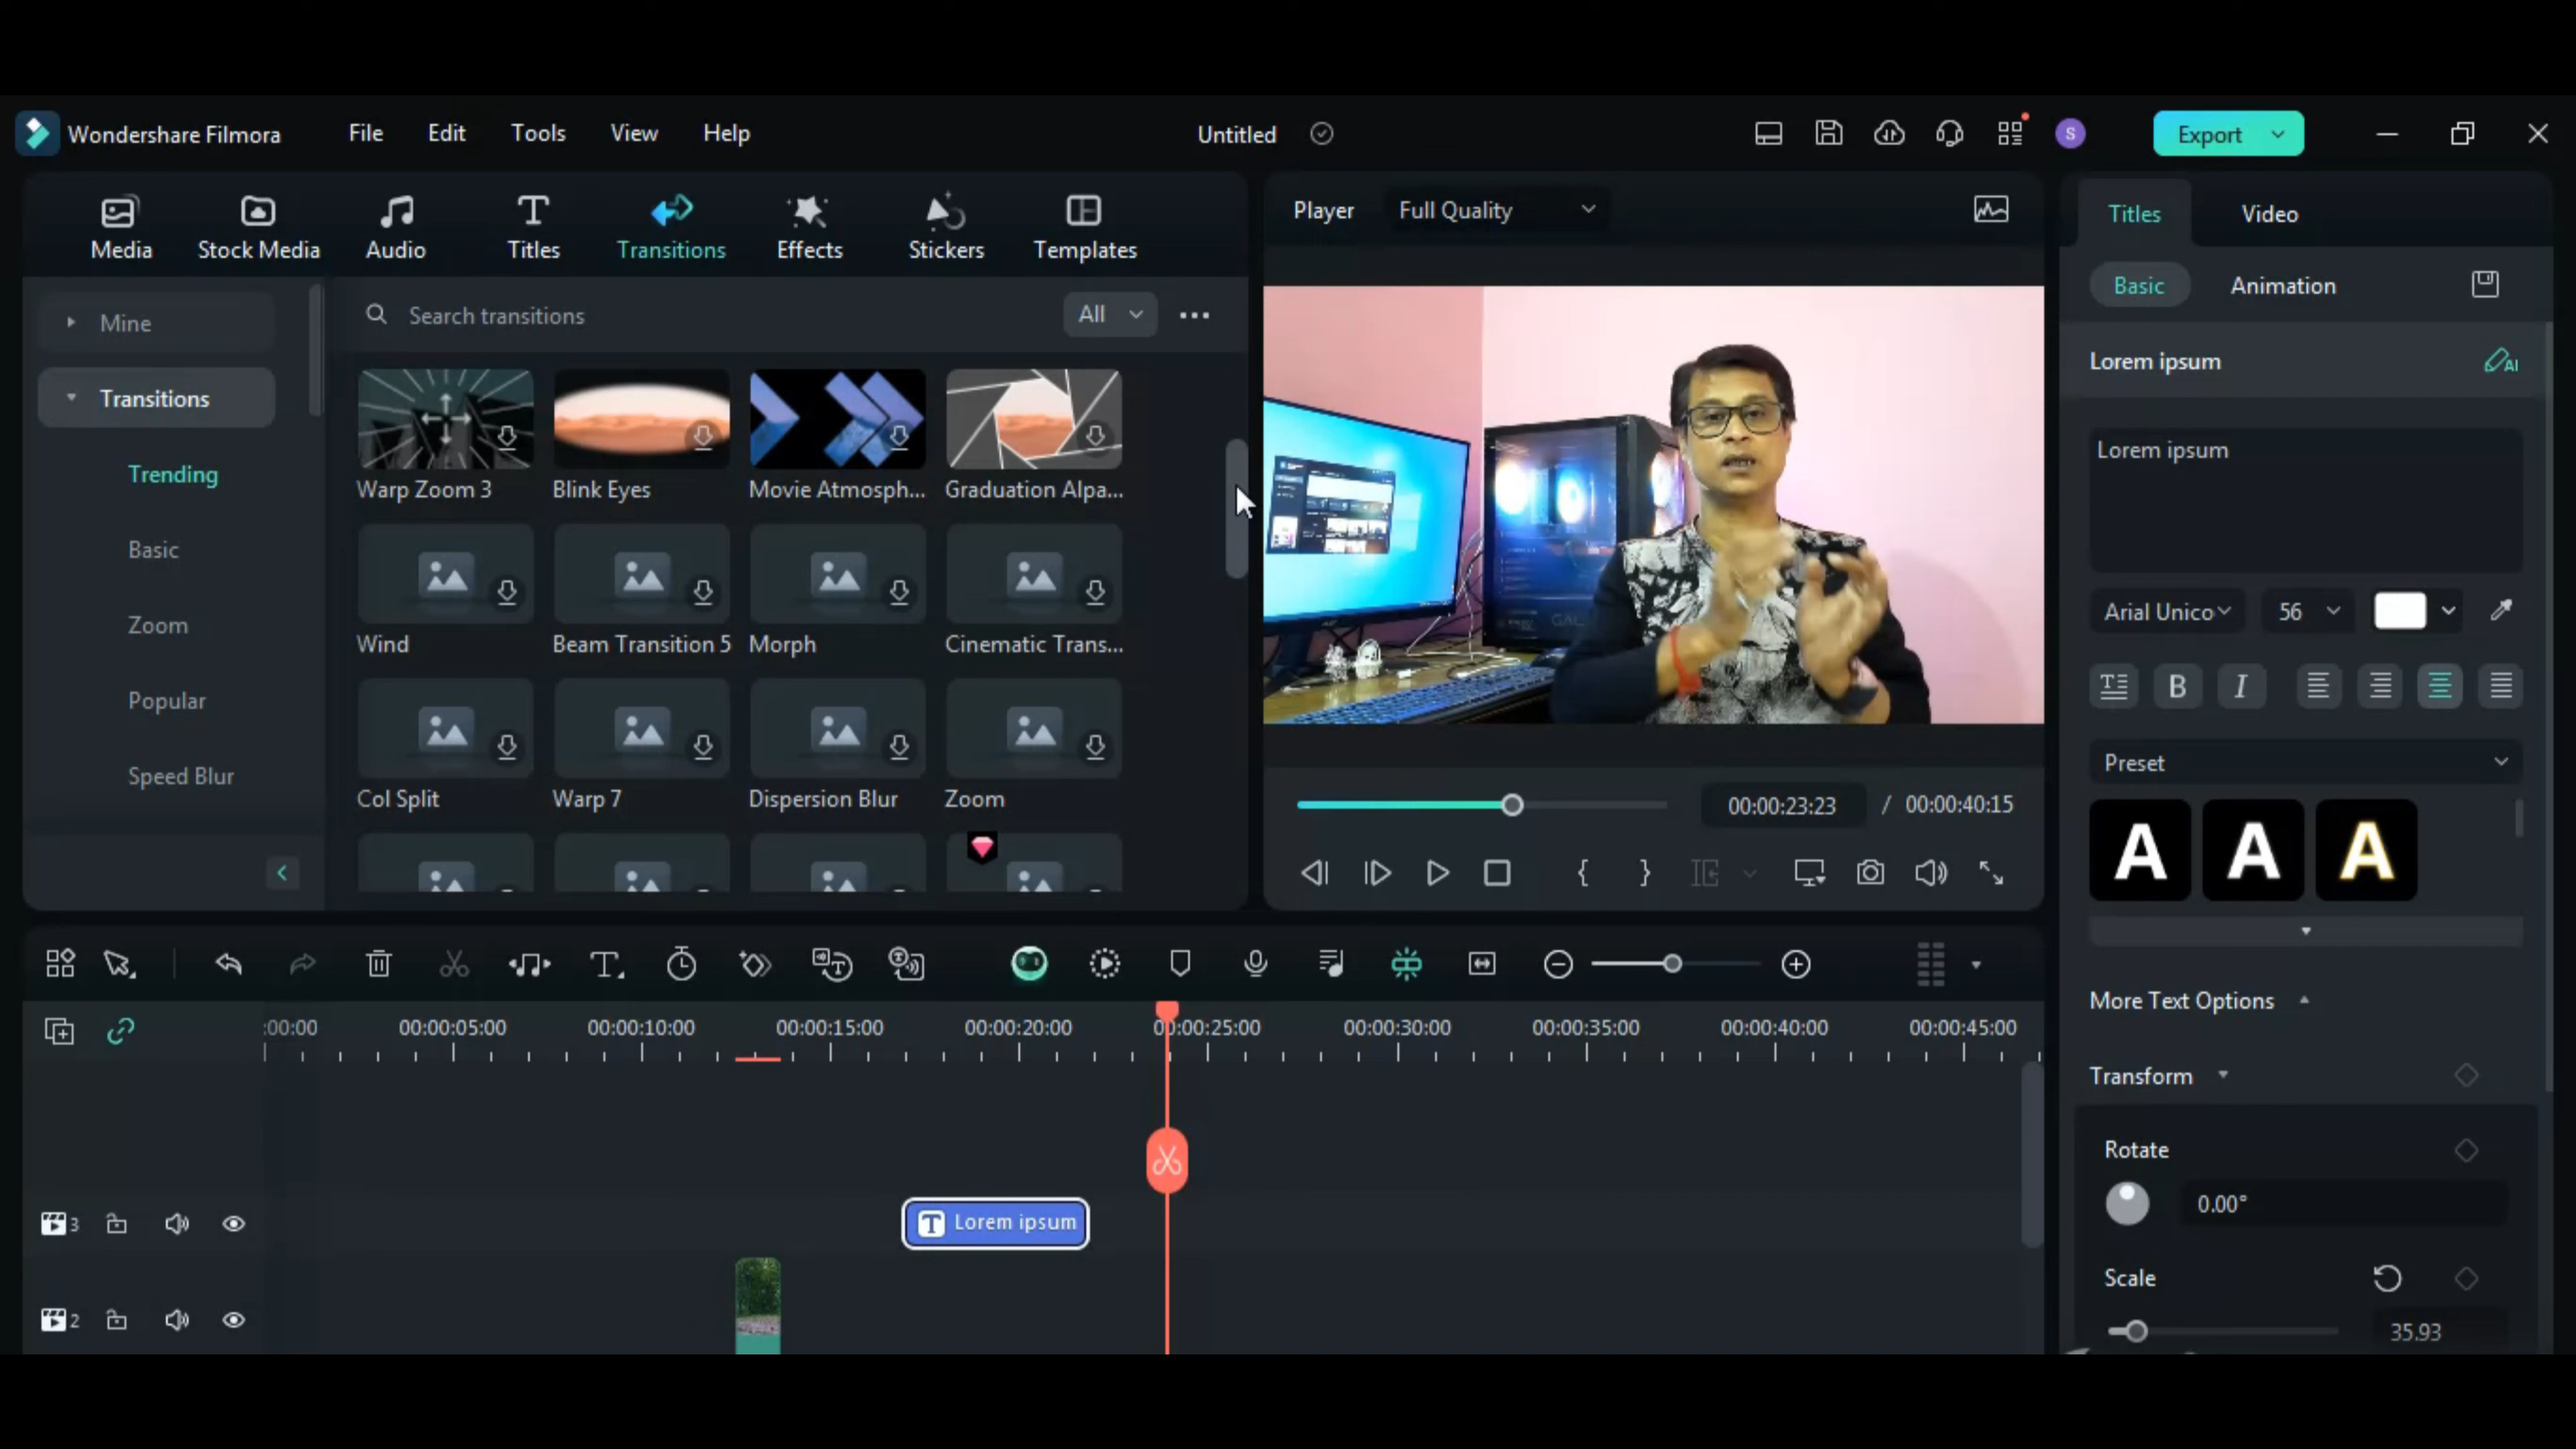 Wondershare Filmora File Edit Tools View Help Untitled S Export
Media Stock Media Audio Titles Transitions Effects Stickers Templates
Mine
Transitions
Trending
Basic
Zoom
Popular
Speed Blur
Search transitions All
Warp Zoom 3 Blink Eyes Movie Atmosph... Graduation Alpa...
Wind Beam Transition 5 Morph Cinematic Trans...
Col Split Warp 7 Dispersion Blur Zoom
Player Full Quality
00:00:23:23 / 00:00:40:15
Titles Video
Basic Animation
Lorem ipsum AI
Lorem ipsum
Arial Unico 56
B I
Preset
A A A
More Text Options
Transform
Rotate
0.00°
Scale
35.93
:00:00 00:00:05:00 00:00:10:00 00:00:15:00 00:00:20:00 00:00:25:00 00:00:30:00 00:00:35:00 00:00:40:00 00:00:45:00
3
T Lorem ipsum
2